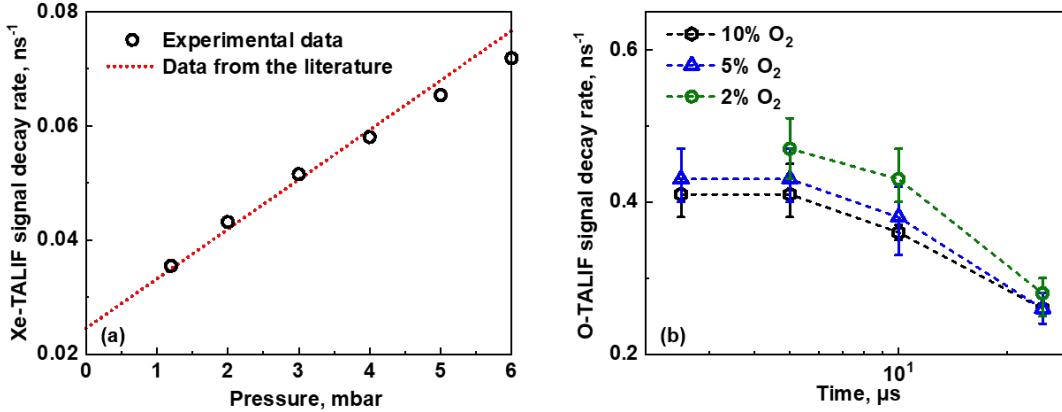 Xe-TALIF signal decay rate, ns⁻¹
0.08
0.06
0.04
0.02
Experimental data
Data from the literature
(a)
0 1 2 3 4 5 6
Pressure, mbar
O-TALIF signal decay rate, ns⁻¹
0.6
0.4
0.2
10% O₂
5% O₂
2% O₂
(b)
10¹
Time, µs